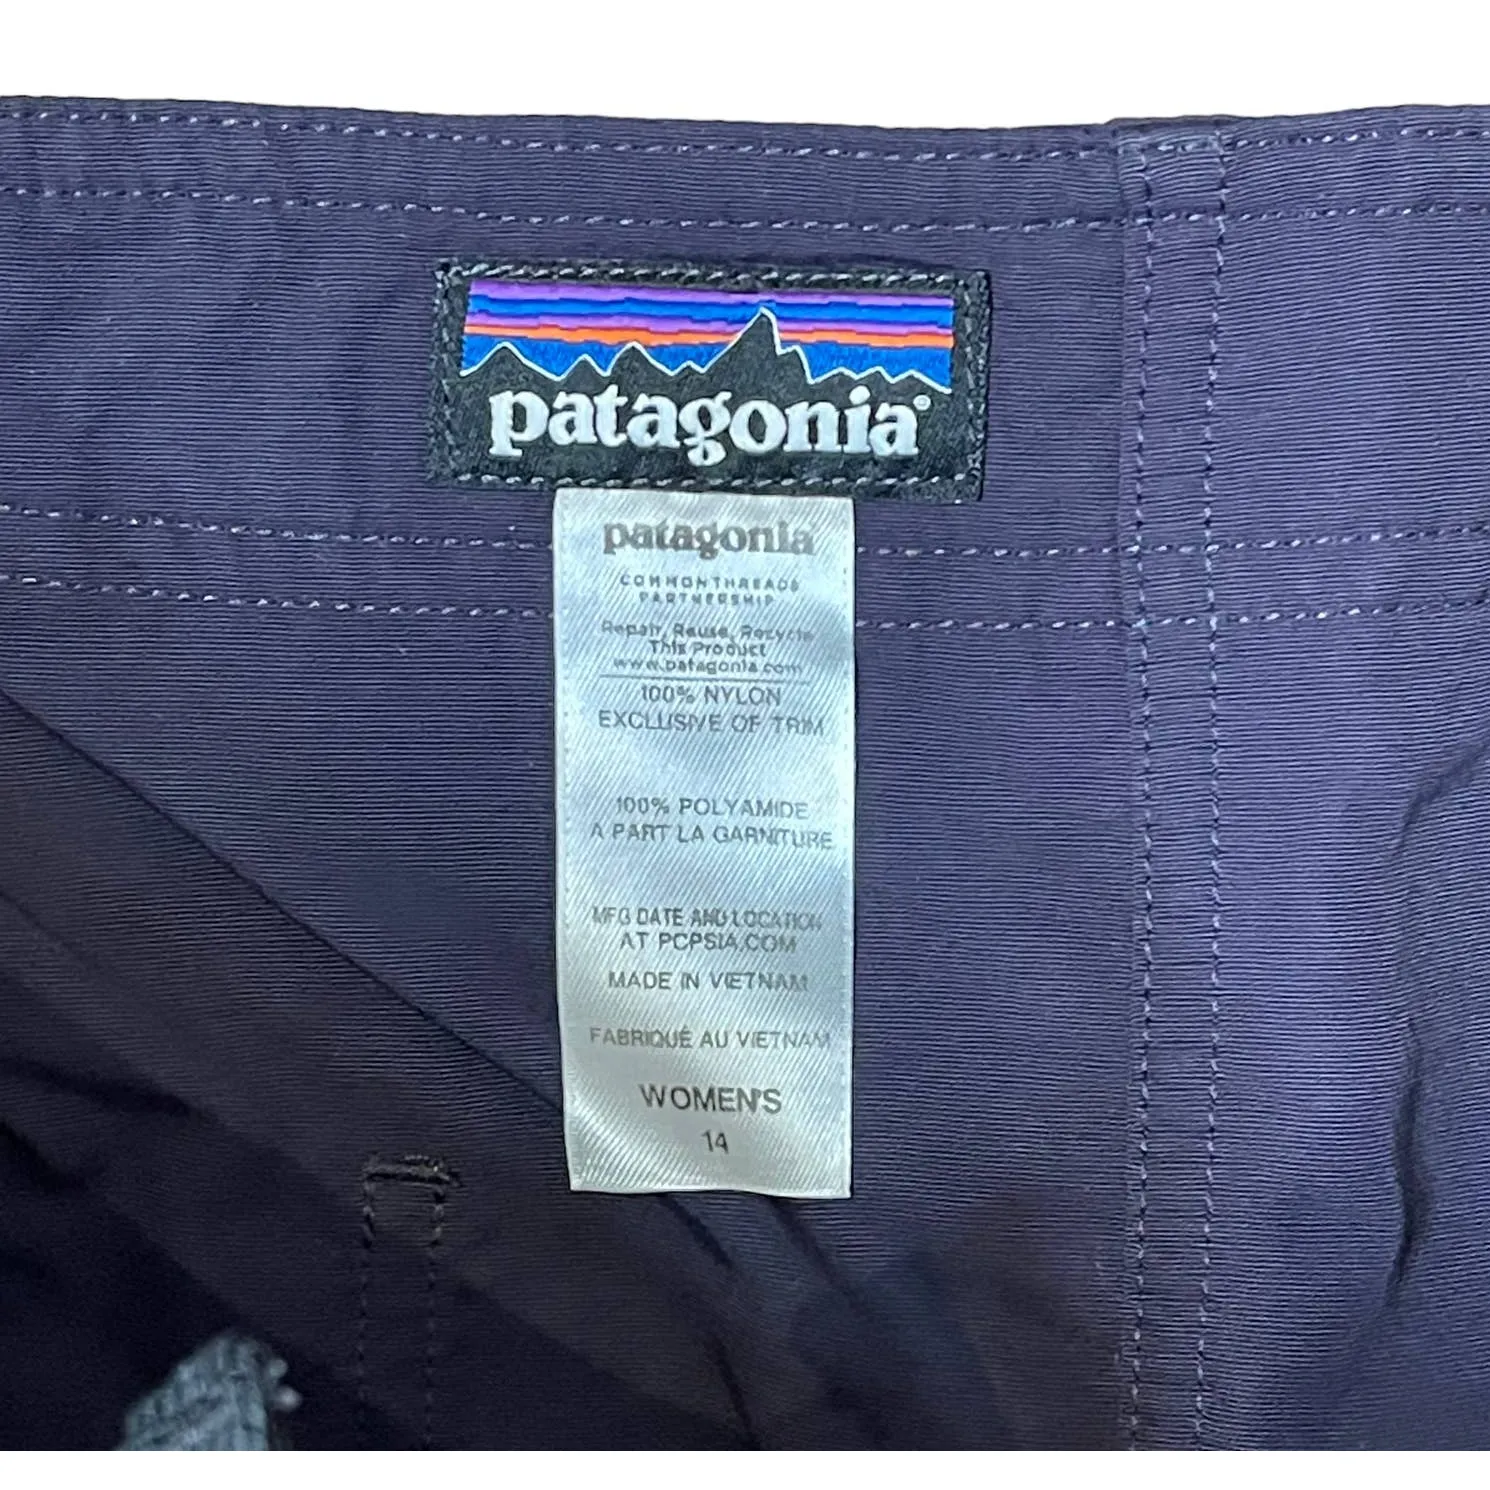 patagonia®
patagonia
COMMON THREADS
PARTNERSHIP
Repair, Reuse, Recycle
This Product
www.patagonia.com
100% NYLON
EXCLUSIVE OF TRIM
100% POLYAMIDE
A PART LA GARNITURE
MFG DATE AND LOCATION
AT PCPSIA.COM
MADE IN VIETNAM
FABRIQUÉ AU VIETNAM
WOMEN'S
14